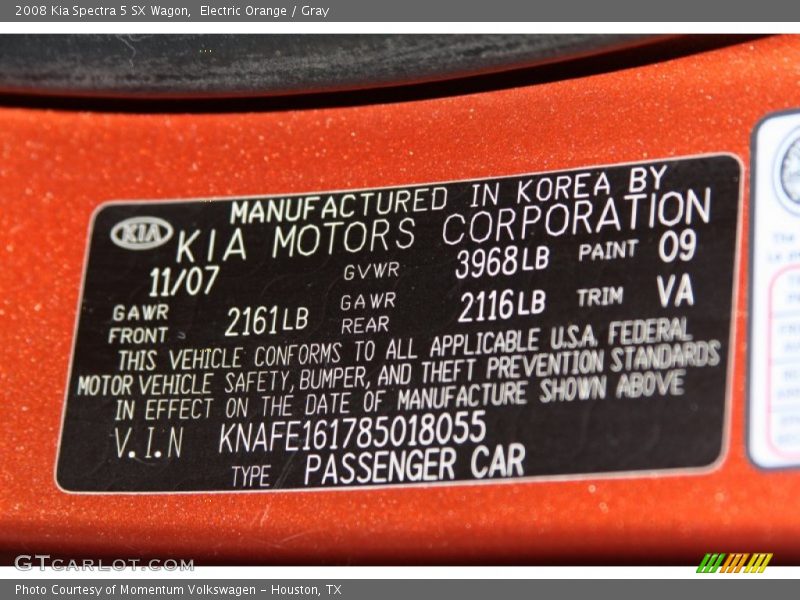 2008 Kia Spectra 5 SX Wagon,  Electric Orange / Gray
MANUFACTURED IN KOREA BY
KIA KIA MOTORS CORPORATION
11/07 GVWR 3968LB PAINT 09
GAWR FRONT 2161LB GAWR REAR 2116LB TRIM VA
THIS VEHICLE CONFORMS TO ALL APPLICABLE U.S.A. FEDERAL
MOTOR VEHICLE SAFETY, BUMPER, AND THEFT PREVENTION STANDARDS
IN EFFECT ON THE DATE OF MANUFACTURE SHOWN ABOVE
V.I.N KNAFE161785018055
TYPE PASSENGER CAR
GTCARLOT.COM
Photo Courtesy of Momentum Volkswagen - Houston, TX